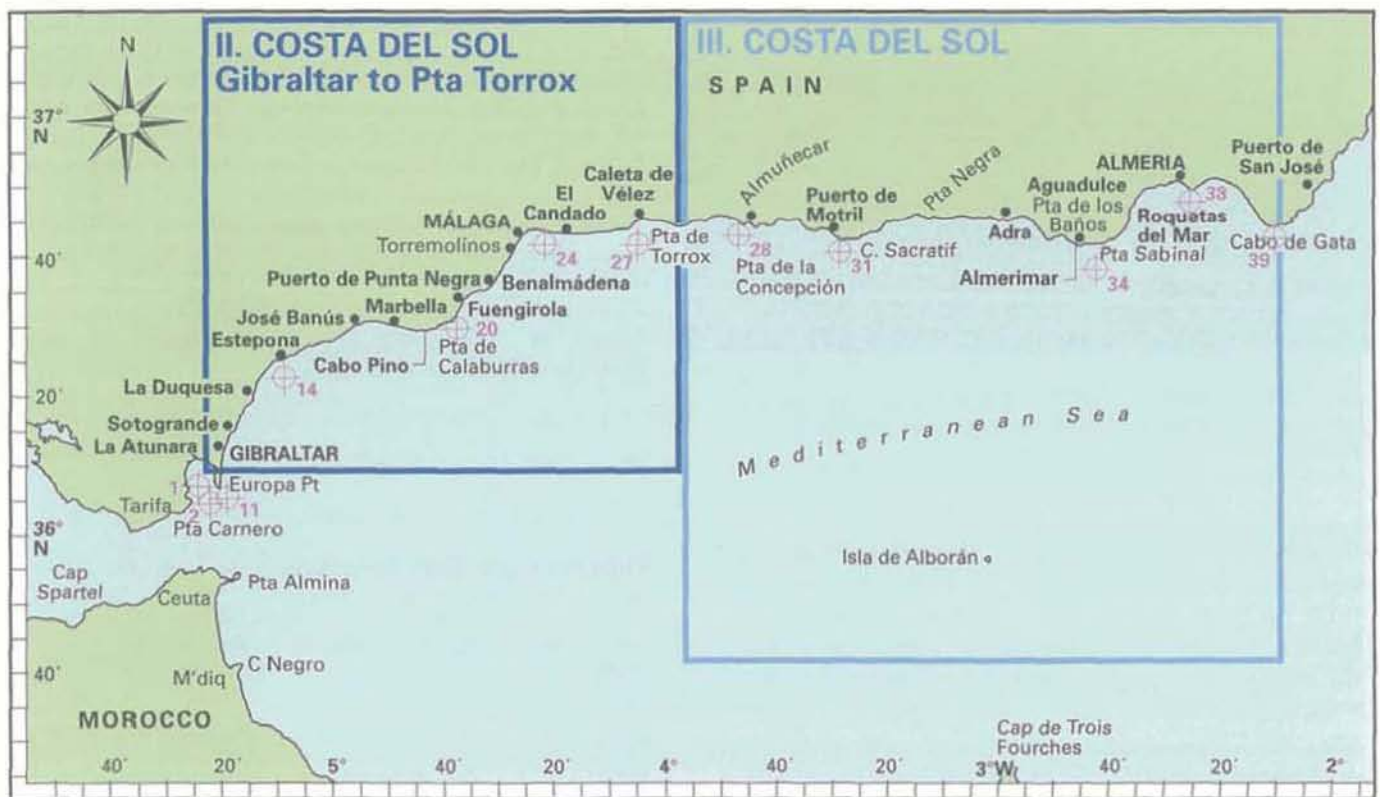 II. COSTA DEL SOL
Gibraltar to Pta Torrox
III. COSTA DEL SOL
SPAIN
N
37°
N
40'
20'
36°
N
40'
ALMERIA
Puerto de
San José
Almuñecar
Puerto de
Motril
Pta Negra
Aguadulce
Pta de los
Baños
38
Caleta de
Vélez
El
Candado
MÁLAGA
Torremolínos
24
27
Pta de
Torrox
28
Pta de la
Concepción
31
C. Sacratif
Adra
Almerimar
Pta Sabinal
34
Roquetas
del Mar
Cabo de Gata
39
Puerto de Punta Negra
Benalmádena
Marbella
Fuengirola
José Banús
20
Estepona
Cabo Pino
Pta de
Calaburras
La Duquesa
14
Sotogrande
La Atunara
GIBRALTAR
Mediterranean Sea
1
Europa Pt
Tarifa
2
11
Pta Carnero
Isla de Alborán
Cap
Spartel
Ceuta
Pta Almina
C Negro
M'diq
MOROCCO
Cap de Trois
Fourches
40'
20'
5°
40'
20'
4°
40'
20'
3°W
40'
20'
2°